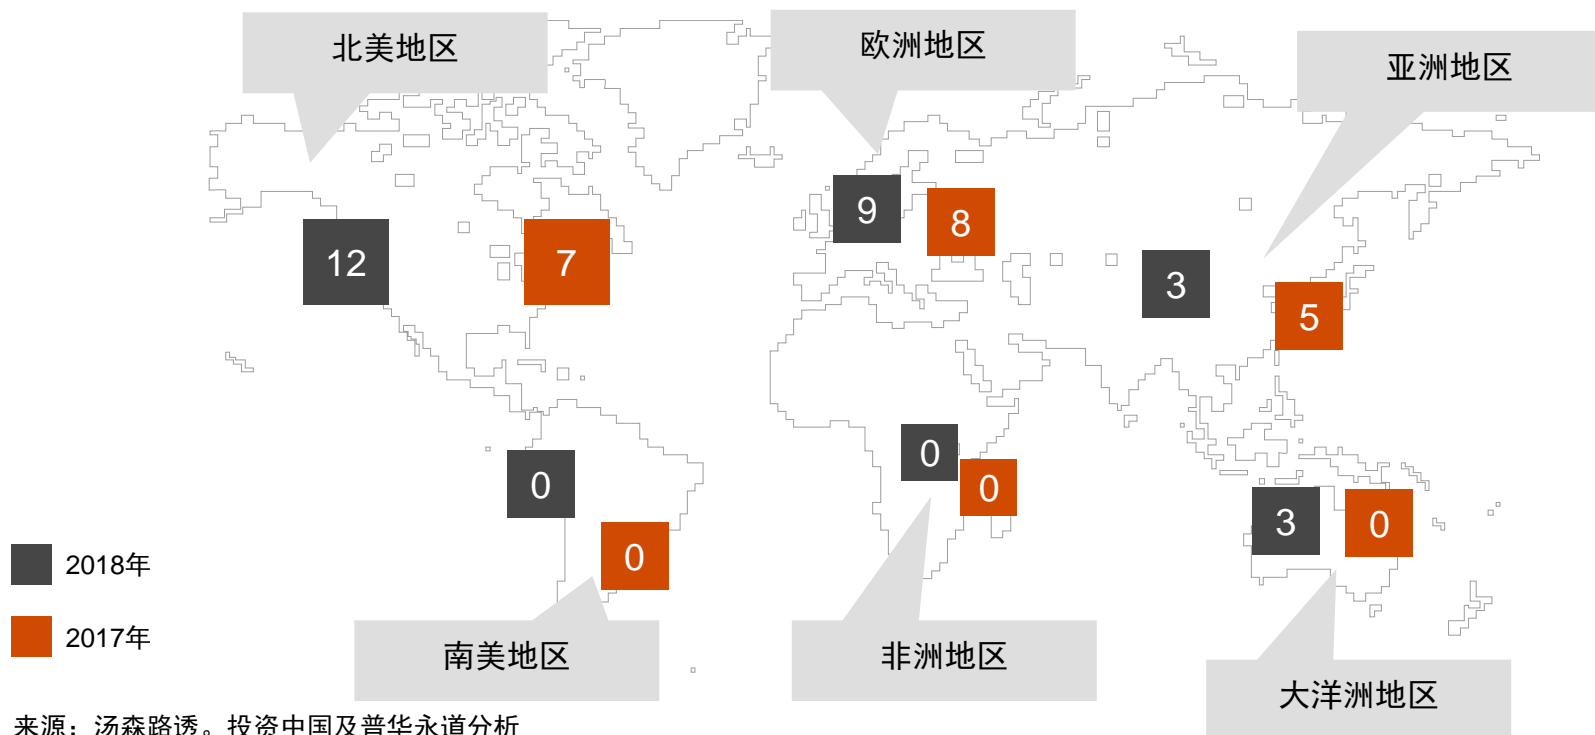 北美地区
欧洲地区
亚洲地区
9
8
12
7
3
5
0
0
0
0
3
0
2018年
2017年
南美地区
非洲地区
大洋洲地区
来源：汤森路透。投资中国及普华永道分析